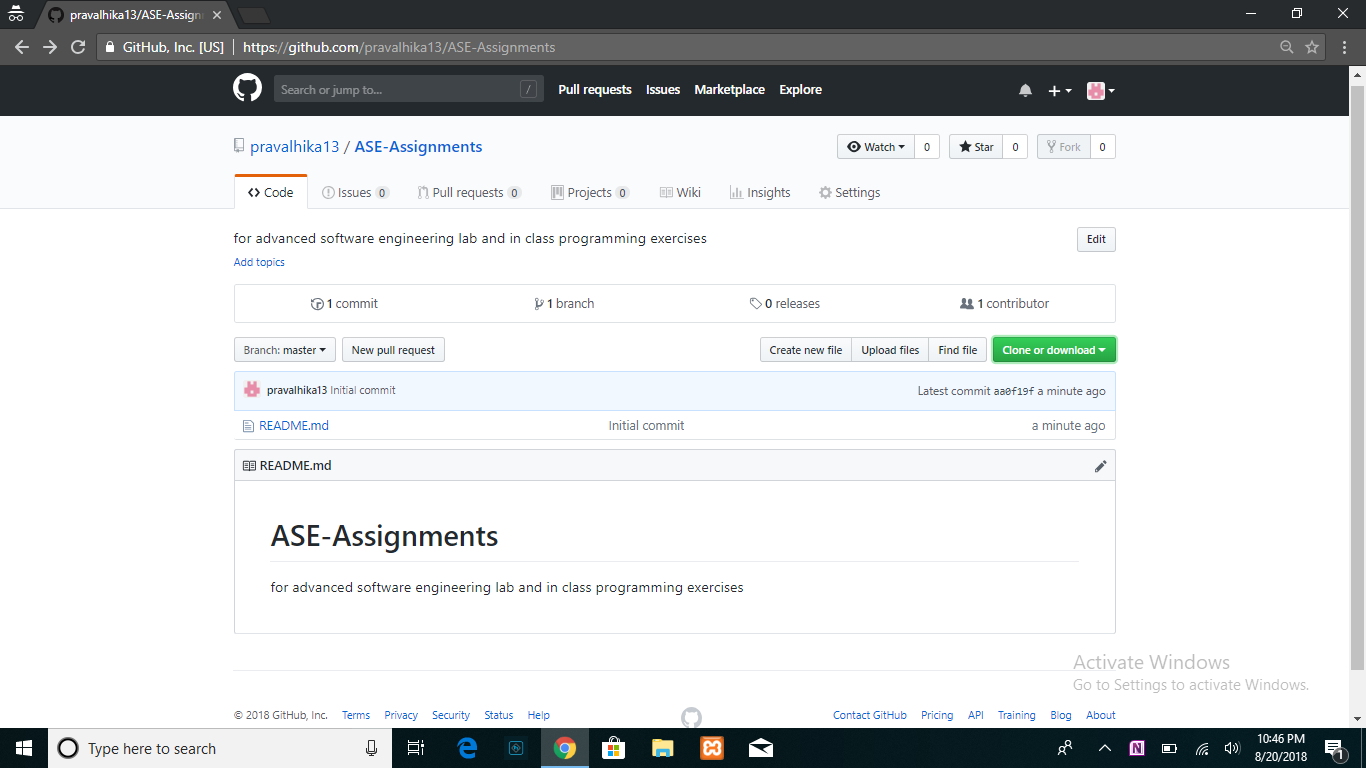 pravalhika13/ASE-Assignm
GitHub, Inc. [US] https://github.com/pravalhika13/ASE-Assignments
Search or jump to... / Pull requests Issues Marketplace Explore
pravalhika13 / ASE-Assignments Watch 0 Star 0 Fork 0
Code Issues 0 Pull requests 0 Projects 0 Wiki Insights Settings
for advanced software engineering lab and in class programming exercises Edit
Add topics
1 commit 1 branch 0 releases 1 contributor
Branch: master New pull request Create new file Upload files Find file Clone or download
pravalhika13 Initial commit Latest commit aa0f19f a minute ago
README.md Initial commit a minute ago
README.md
ASE-Assignments
for advanced software engineering lab and in class programming exercises
Activate Windows
Go to Settings to activate Windows.
© 2018 GitHub, Inc. Terms Privacy Security Status Help Contact GitHub Pricing API Training Blog About
Type here to search 10:46 PM
8/20/2018 1